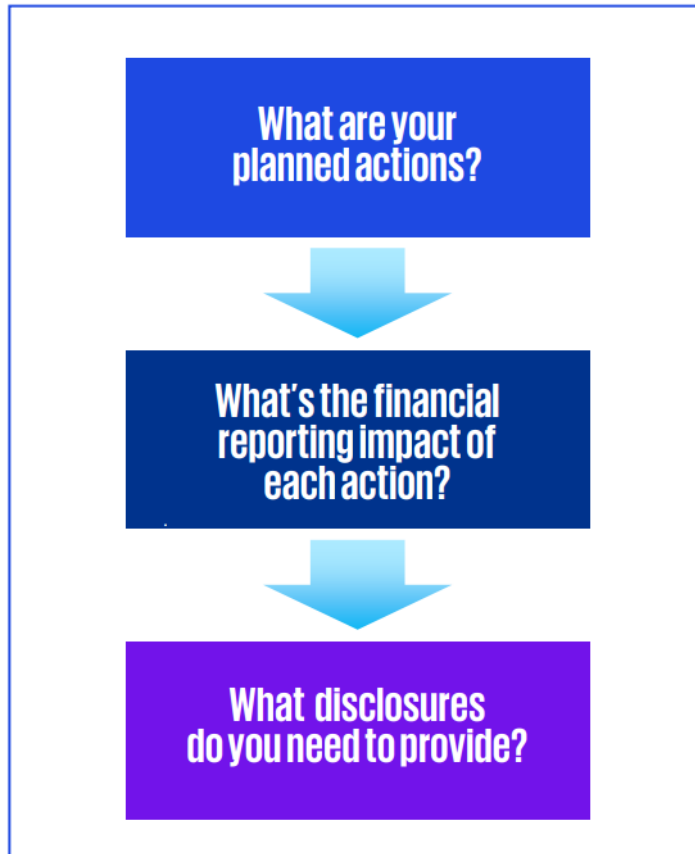 What are your
planned actions?
What's the financial
reporting impact of
each action?
What disclosures
do you need to provide?